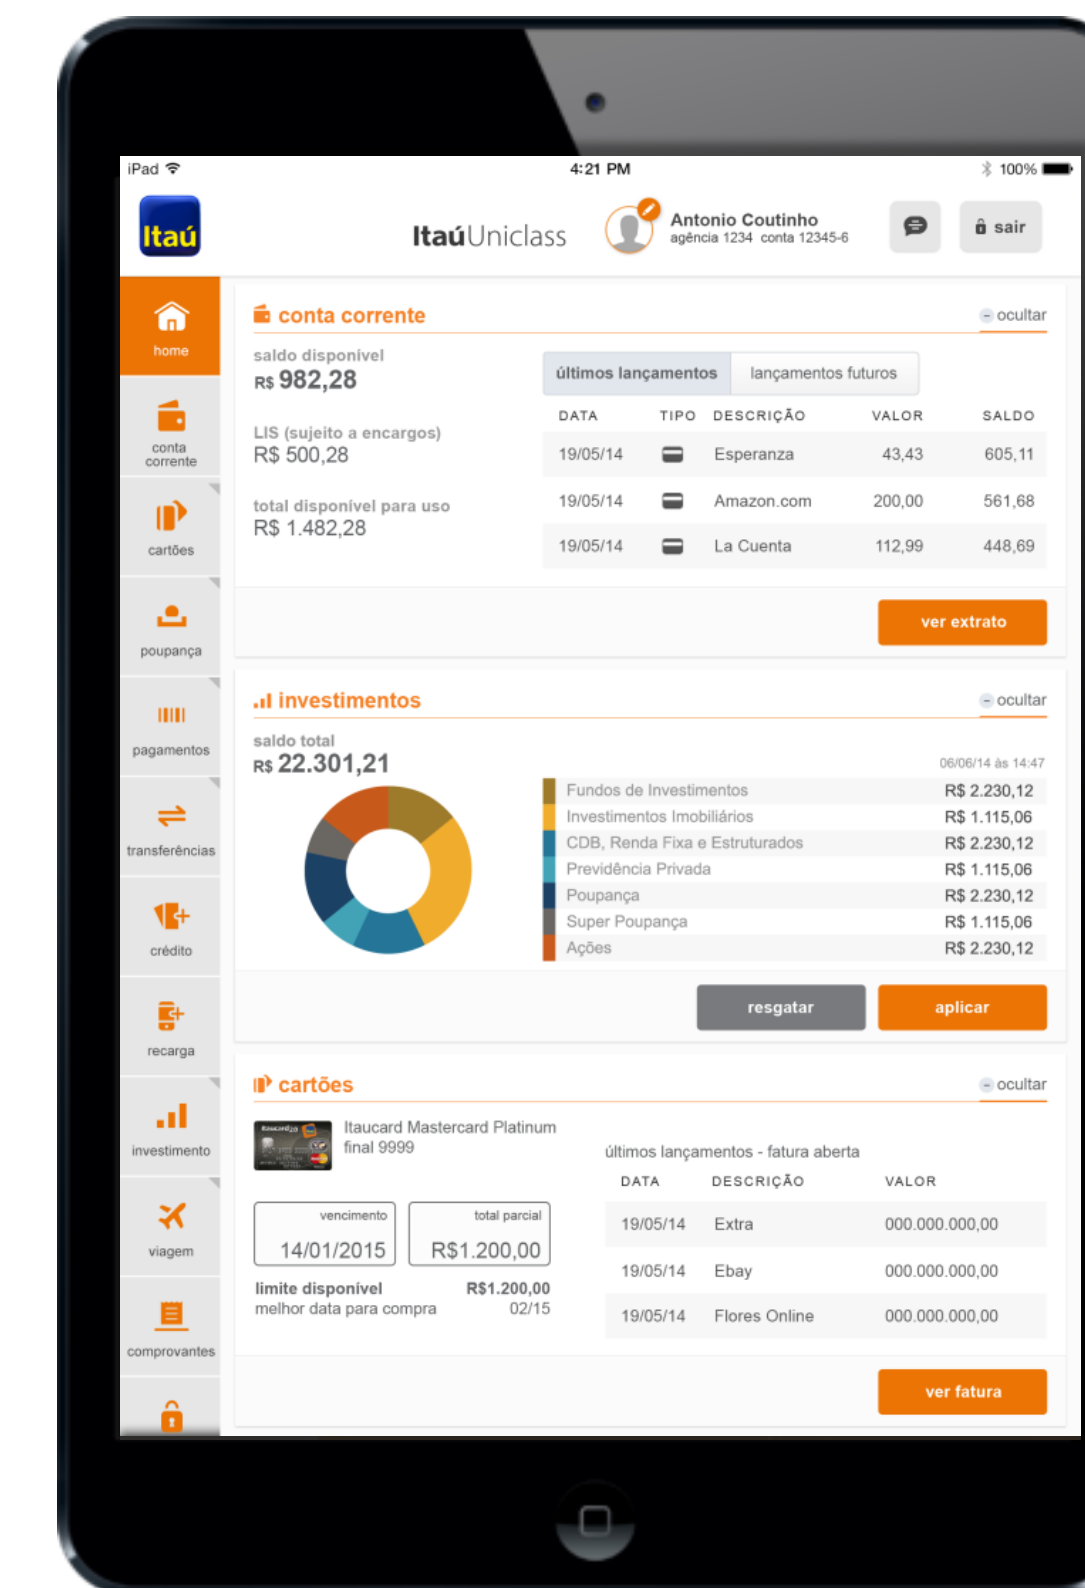 iPad 4:21 PM 100%
Itaú ItaúUniclass Antonio Coutinho sair
agência 1234 conta 12345-6
home
conta corrente
cartões
poupança
pagamentos
transferências
crédito
recarga
investimento
viagem
comprovantes
conta corrente ocultar
saldo disponível
R$ 982,28
LIS (sujeito a encargos)
R$ 500,28
total disponível para uso
R$ 1.482,28
últimos lançamentos lançamentos futuros
DATA TIPO DESCRIÇÃO VALOR SALDO
19/05/14 Esperanza 43,43 605,11
19/05/14 Amazon.com 200,00 561,68
19/05/14 La Cuenta 112,99 448,69
ver extrato
investimentos ocultar
saldo total
R$ 22.301,21
06/06/14 às 14:47
Fundos de Investimentos R$ 2.230,12
Investimentos Imobiliários R$ 1.115,06
CDB, Renda Fixa e Estruturados R$ 2.230,12
Previdência Privada R$ 1.115,06
Poupança R$ 2.230,12
Super Poupança R$ 1.115,06
Ações R$ 2.230,12
resgatar aplicar
cartões ocultar
Itaucard Mastercard Platinum
final 9999
vencimento
14/01/2015
total parcial
R$1.200,00
limite disponível R$1.200,00
melhor data para compra 02/15
últimos lançamentos - fatura aberta
DATA DESCRIÇÃO VALOR
19/05/14 Extra 000.000.000,00
19/05/14 Ebay 000.000.000,00
19/05/14 Flores Online 000.000.000,00
ver fatura